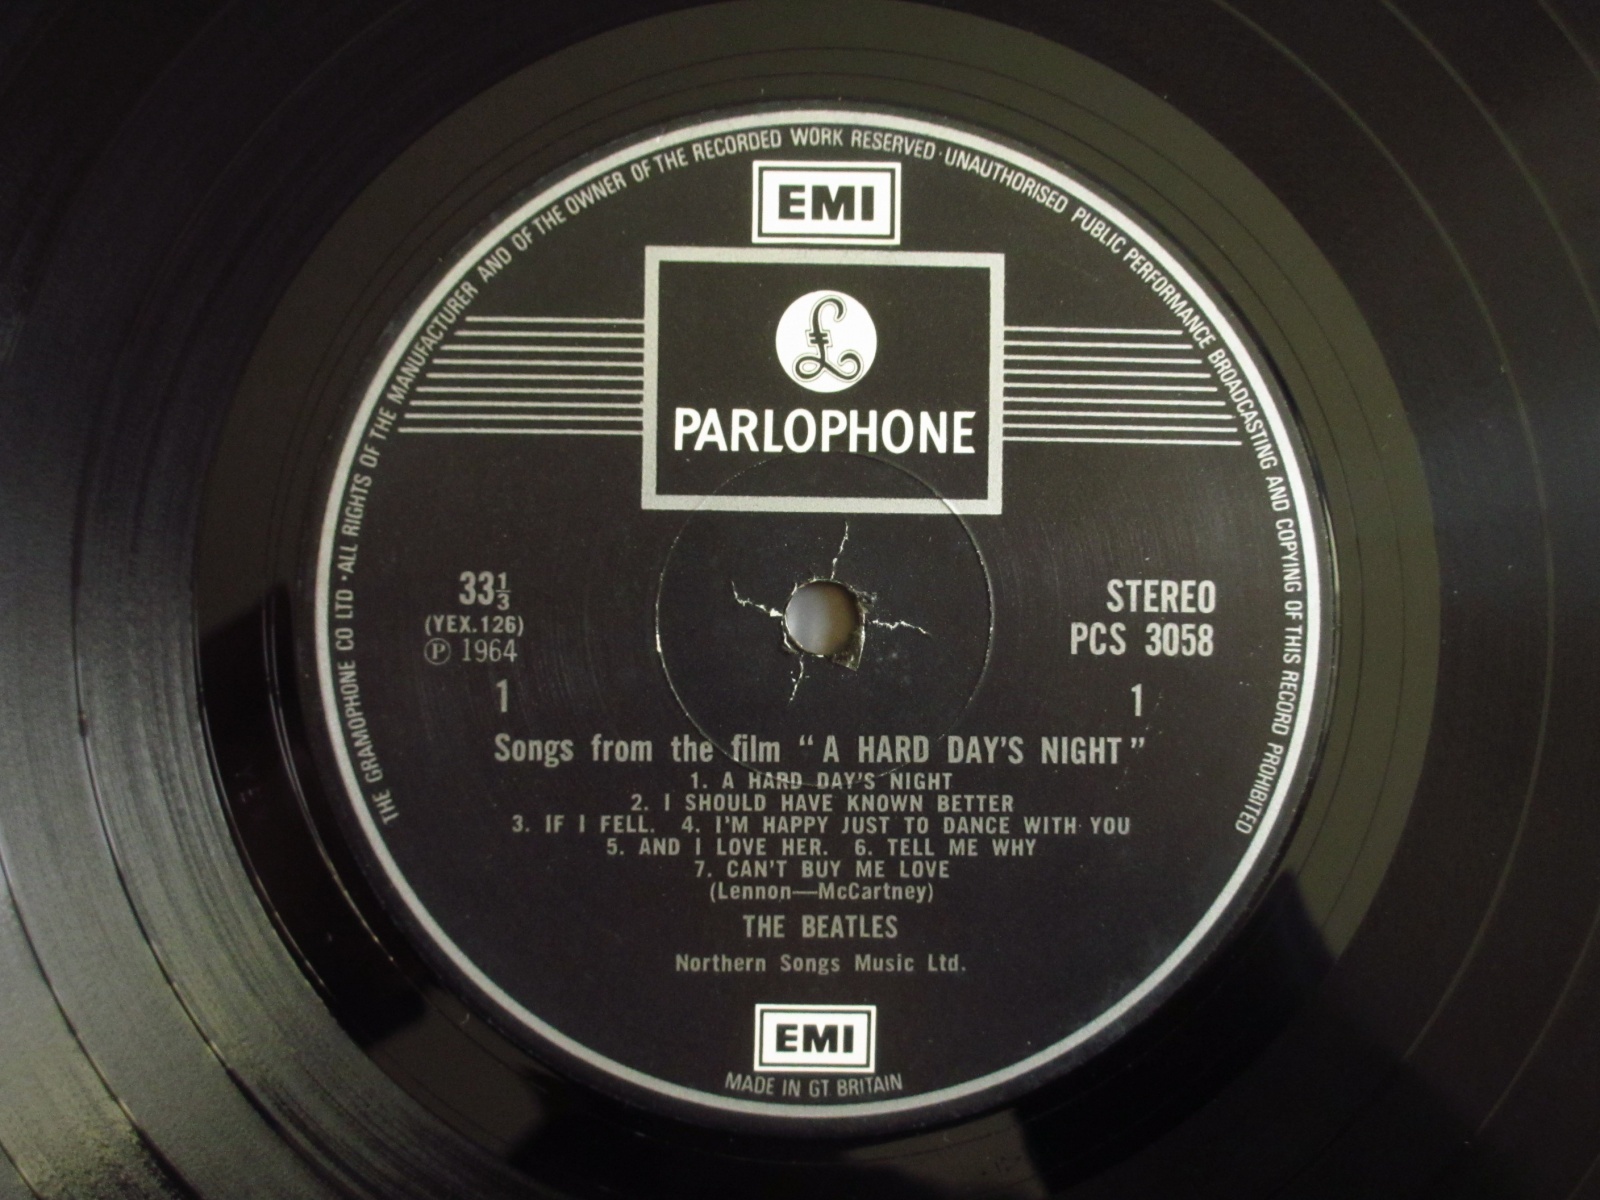 THE GRAMOPHONE CO LTD · ALL RIGHTS OF THE MANUFACTURER AND OF THE OWNER OF THE RECORDED WORK RESERVED · UNAUTHORISED PUBLIC PERFORMANCE BROADCASTING AND COPYING OF THIS RECORD PROHIBITED
EMI
£
PARLOPHONE
33⅓
(YEX.126)
Ⓟ 1964
1
STEREO
PCS 3058
1
Songs from the film “A HARD DAY'S NIGHT”
1. A HARD DAY'S NIGHT
2. I SHOULD HAVE KNOWN BETTER
3. IF I FELL. 4. I'M HAPPY JUST TO DANCE WITH YOU
5. AND I LOVE HER. 6. TELL ME WHY
7. CAN'T BUY ME LOVE
(Lennon—McCartney)
THE BEATLES
Northern Songs Music Ltd.
EMI
MADE IN GT BRITAIN